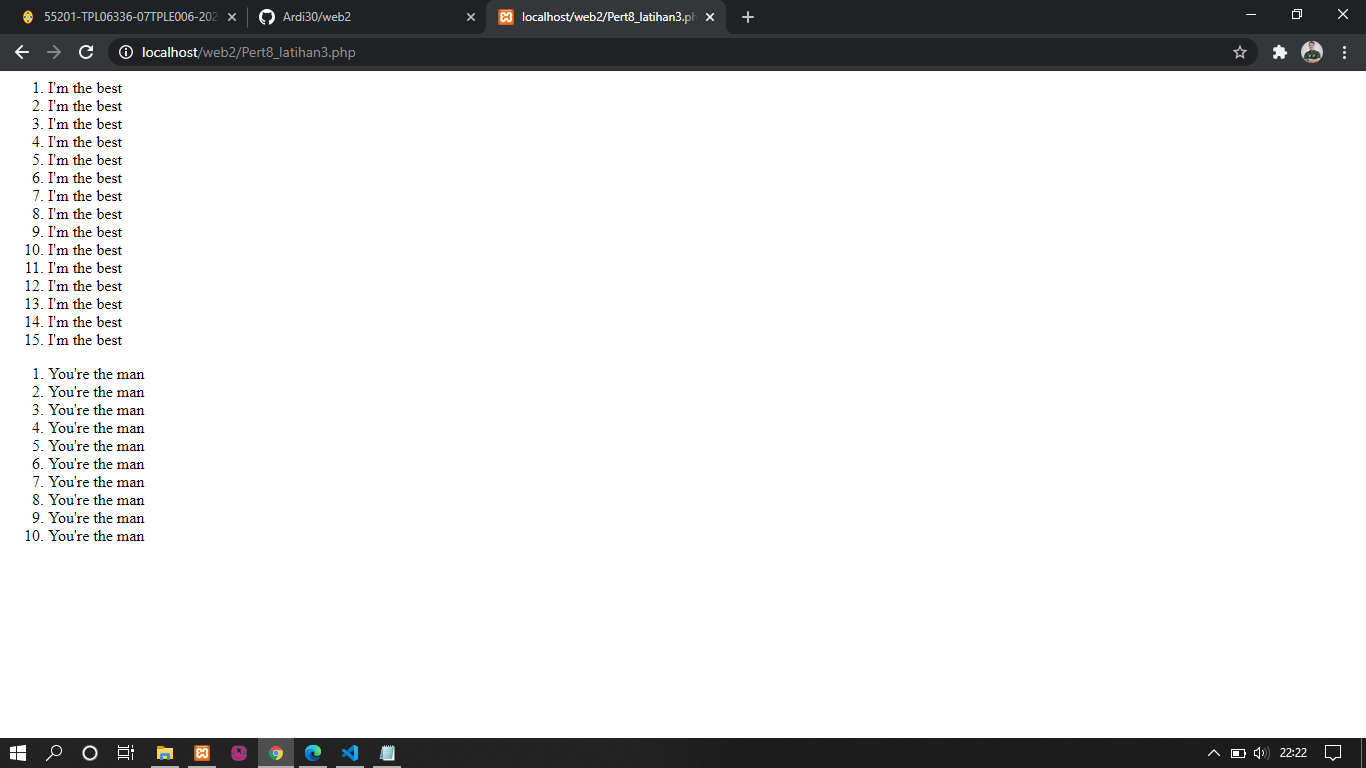 55201-TPL06336-07TPLE006-202
Ardi30/web2
localhost/web2/Pert8_latihan3.ph
localhost/web2/Pert8_latihan3.php
1. I'm the best
2. I'm the best
3. I'm the best
4. I'm the best
5. I'm the best
6. I'm the best
7. I'm the best
8. I'm the best
9. I'm the best
10. I'm the best
11. I'm the best
12. I'm the best
13. I'm the best
14. I'm the best
15. I'm the best
1. You're the man
2. You're the man
3. You're the man
4. You're the man
5. You're the man
6. You're the man
7. You're the man
8. You're the man
9. You're the man
10. You're the man
22:22